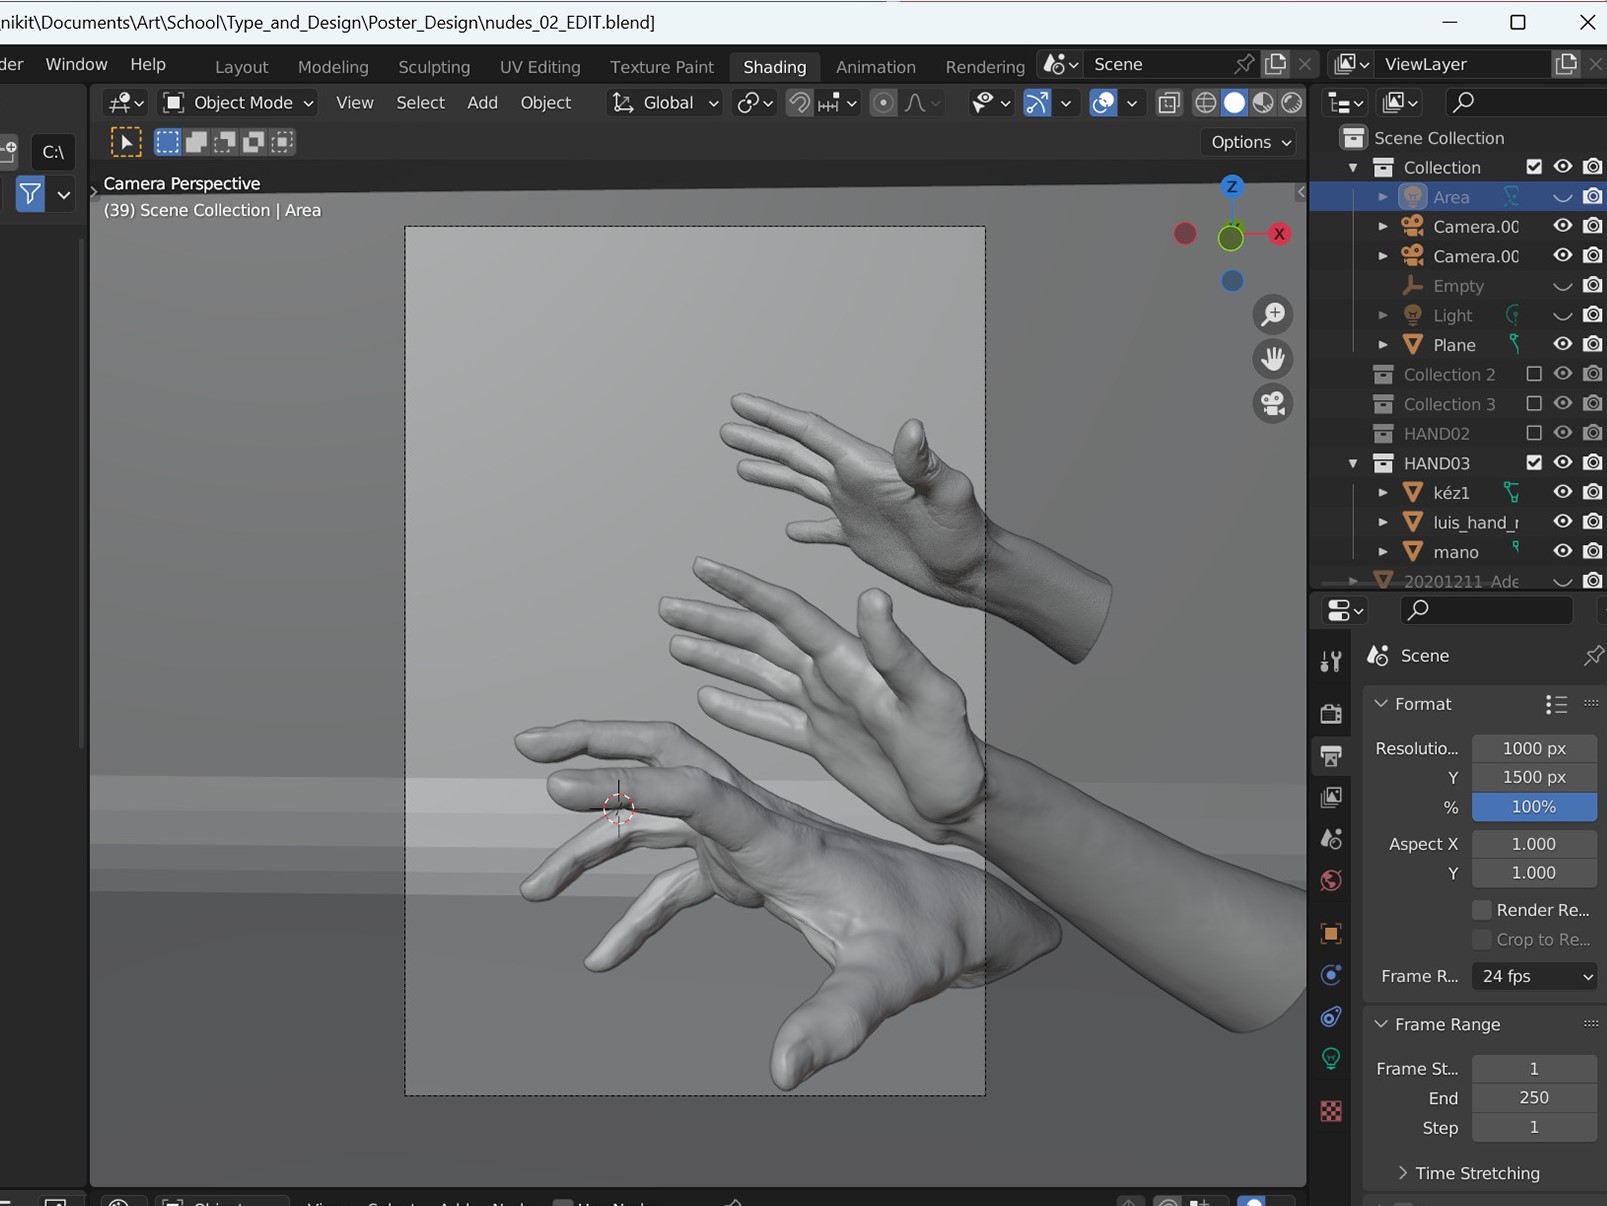 _nikit\Documents\Art\School\Type_and_Design\Poster_Design\nudes_02_EDIT.blend]
der Window Help Layout Modeling Sculpting UV Editing Texture Paint Shading Animation Rendering Scene ViewLayer
Object Mode View Select Add Object Global
C:\
Options
Camera Perspective
(39) Scene Collection | Area
Z
X
Scene Collection
Collection
Area
Camera.00
Camera.00
Empty
Light
Plane
Collection 2
Collection 3
HAND02
HAND03
kéz1
luis_hand_r
mano
20201211_Ade
Scene
Format
Resolutio... 1000 px
Y 1500 px
% 100%
Aspect X 1.000
Y 1.000
Render Re...
Crop to Re...
Frame R... 24 fps
Frame Range
Frame St... 1
End 250
Step 1
Time Stretching